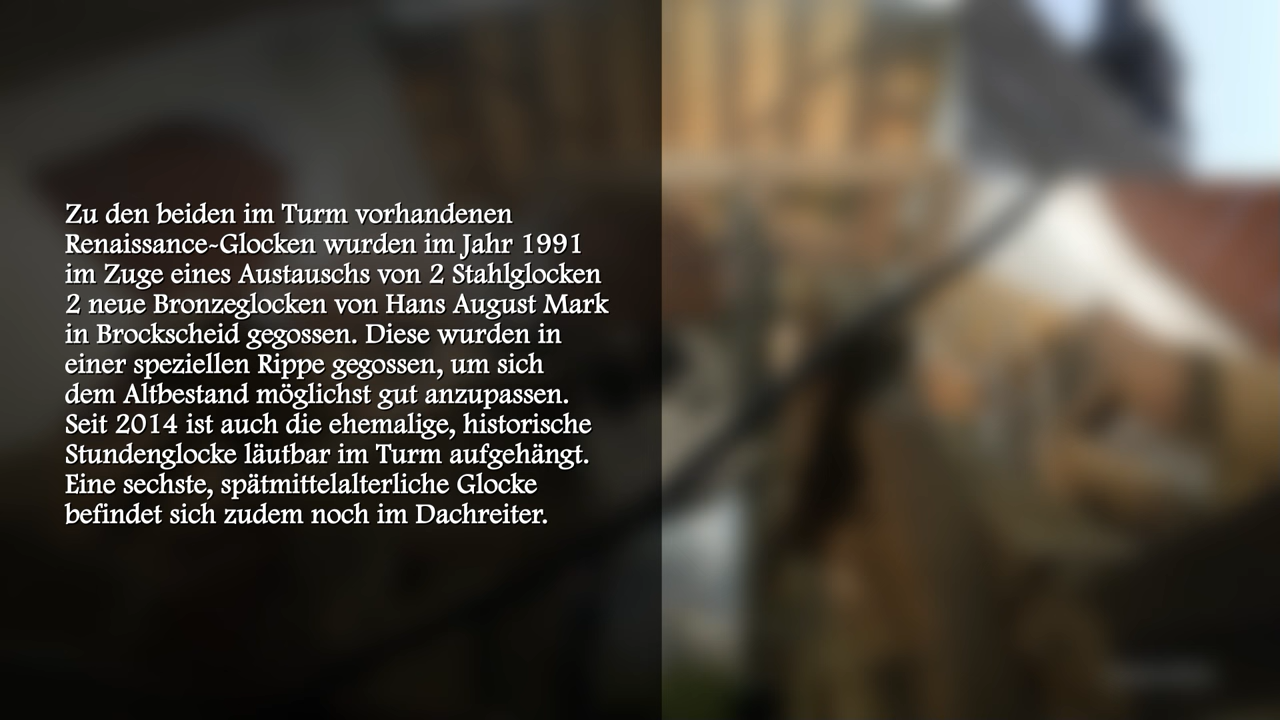 Zu den beiden im Turm vorhandenen
Renaissance-Glocken wurden im Jahr 1991
im Zuge eines Austauschs von 2 Stahlglocken
2 neue Bronzeglocken von Hans August Mark
in Brockscheid gegossen. Diese wurden in
einer speziellen Rippe gegossen, um sich
dem Altbestand möglichst gut anzupassen.
Seit 2014 ist auch die ehemalige, historische
Stundenglocke läutbar im Turm aufgehängt.
Eine sechste, spätmittelalterliche Glocke
befindet sich zudem noch im Dachreiter.